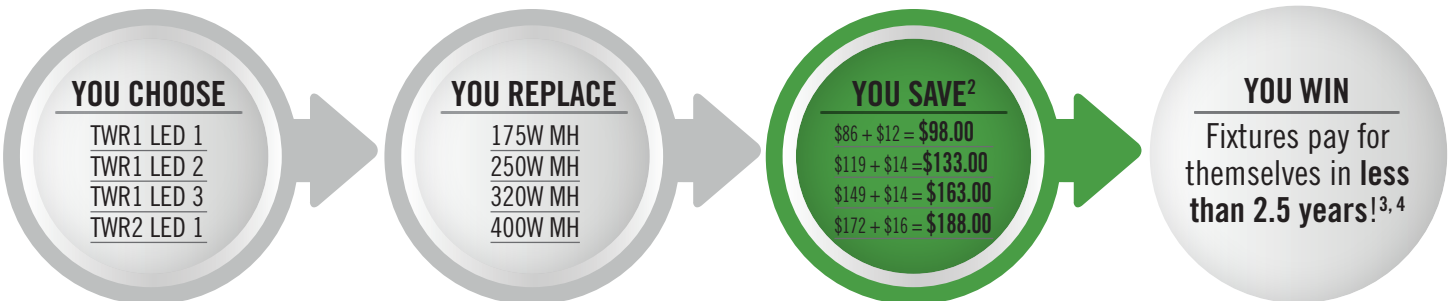 YOU CHOOSE
TWR1 LED 1
TWR1 LED 2
TWR1 LED 3
TWR2 LED 1
YOU REPLACE
175W MH
250W MH
320W MH
400W MH
YOU SAVE²
$86 + $12 = $98.00
$119 + $14 =$133.00
$149 + $14 = $163.00
$172 + $16 = $188.00
YOU WIN
Fixtures pay for
themselves in less
than 2.5 years!³,⁴